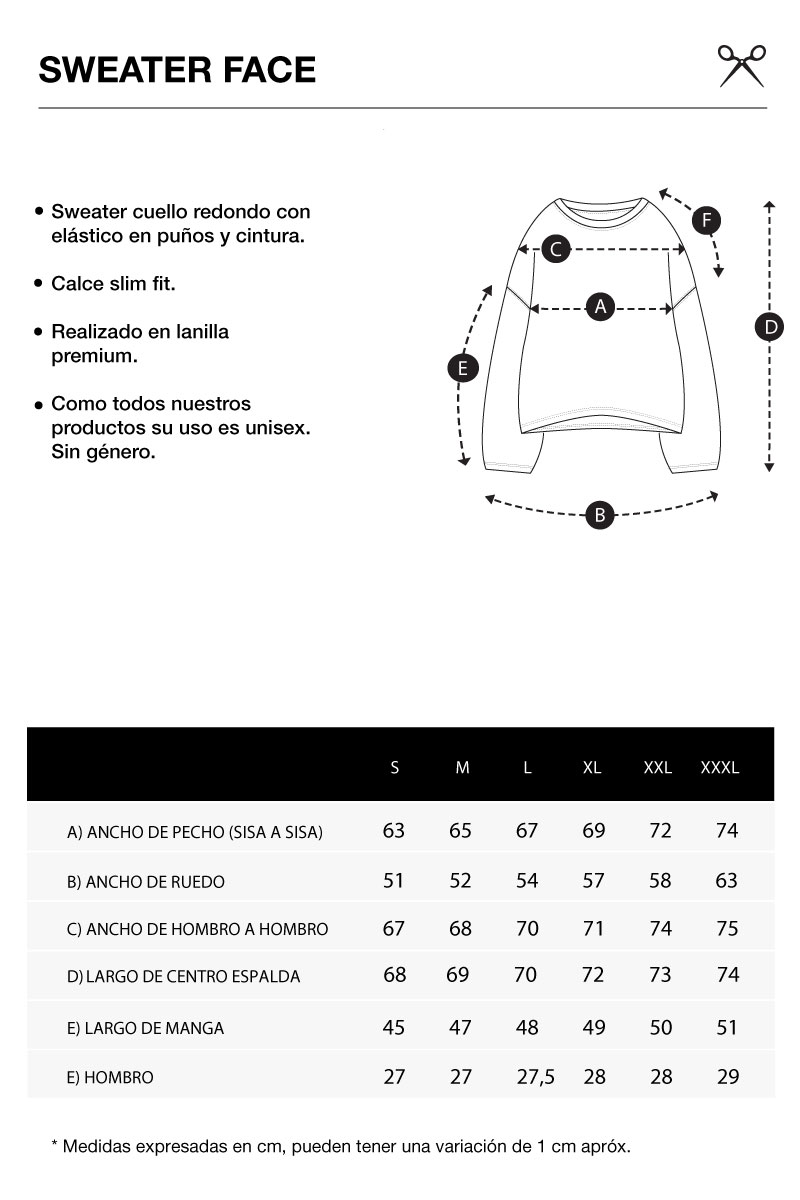 SWEATER FACE
• Sweater cuello redondo con
elástico en puños y cintura.
• Calce slim fit.
• Realizado en lanilla
premium.
• Como todos nuestros
productos su uso es unisex.
Sin género.
F
C
A
D
E
B
S M L XL XXL XXXL
A) ANCHO DE PECHO (SISA A SISA) 63 65 67 69 72 74
B) ANCHO DE RUEDO 51 52 54 57 58 63
C) ANCHO DE HOMBRO A HOMBRO 67 68 70 71 74 75
D) LARGO DE CENTRO ESPALDA 68 69 70 72 73 74
E) LARGO DE MANGA 45 47 48 49 50 51
E) HOMBRO 27 27 27,5 28 28 29
* Medidas expresadas en cm, pueden tener una variación de 1 cm apróx.